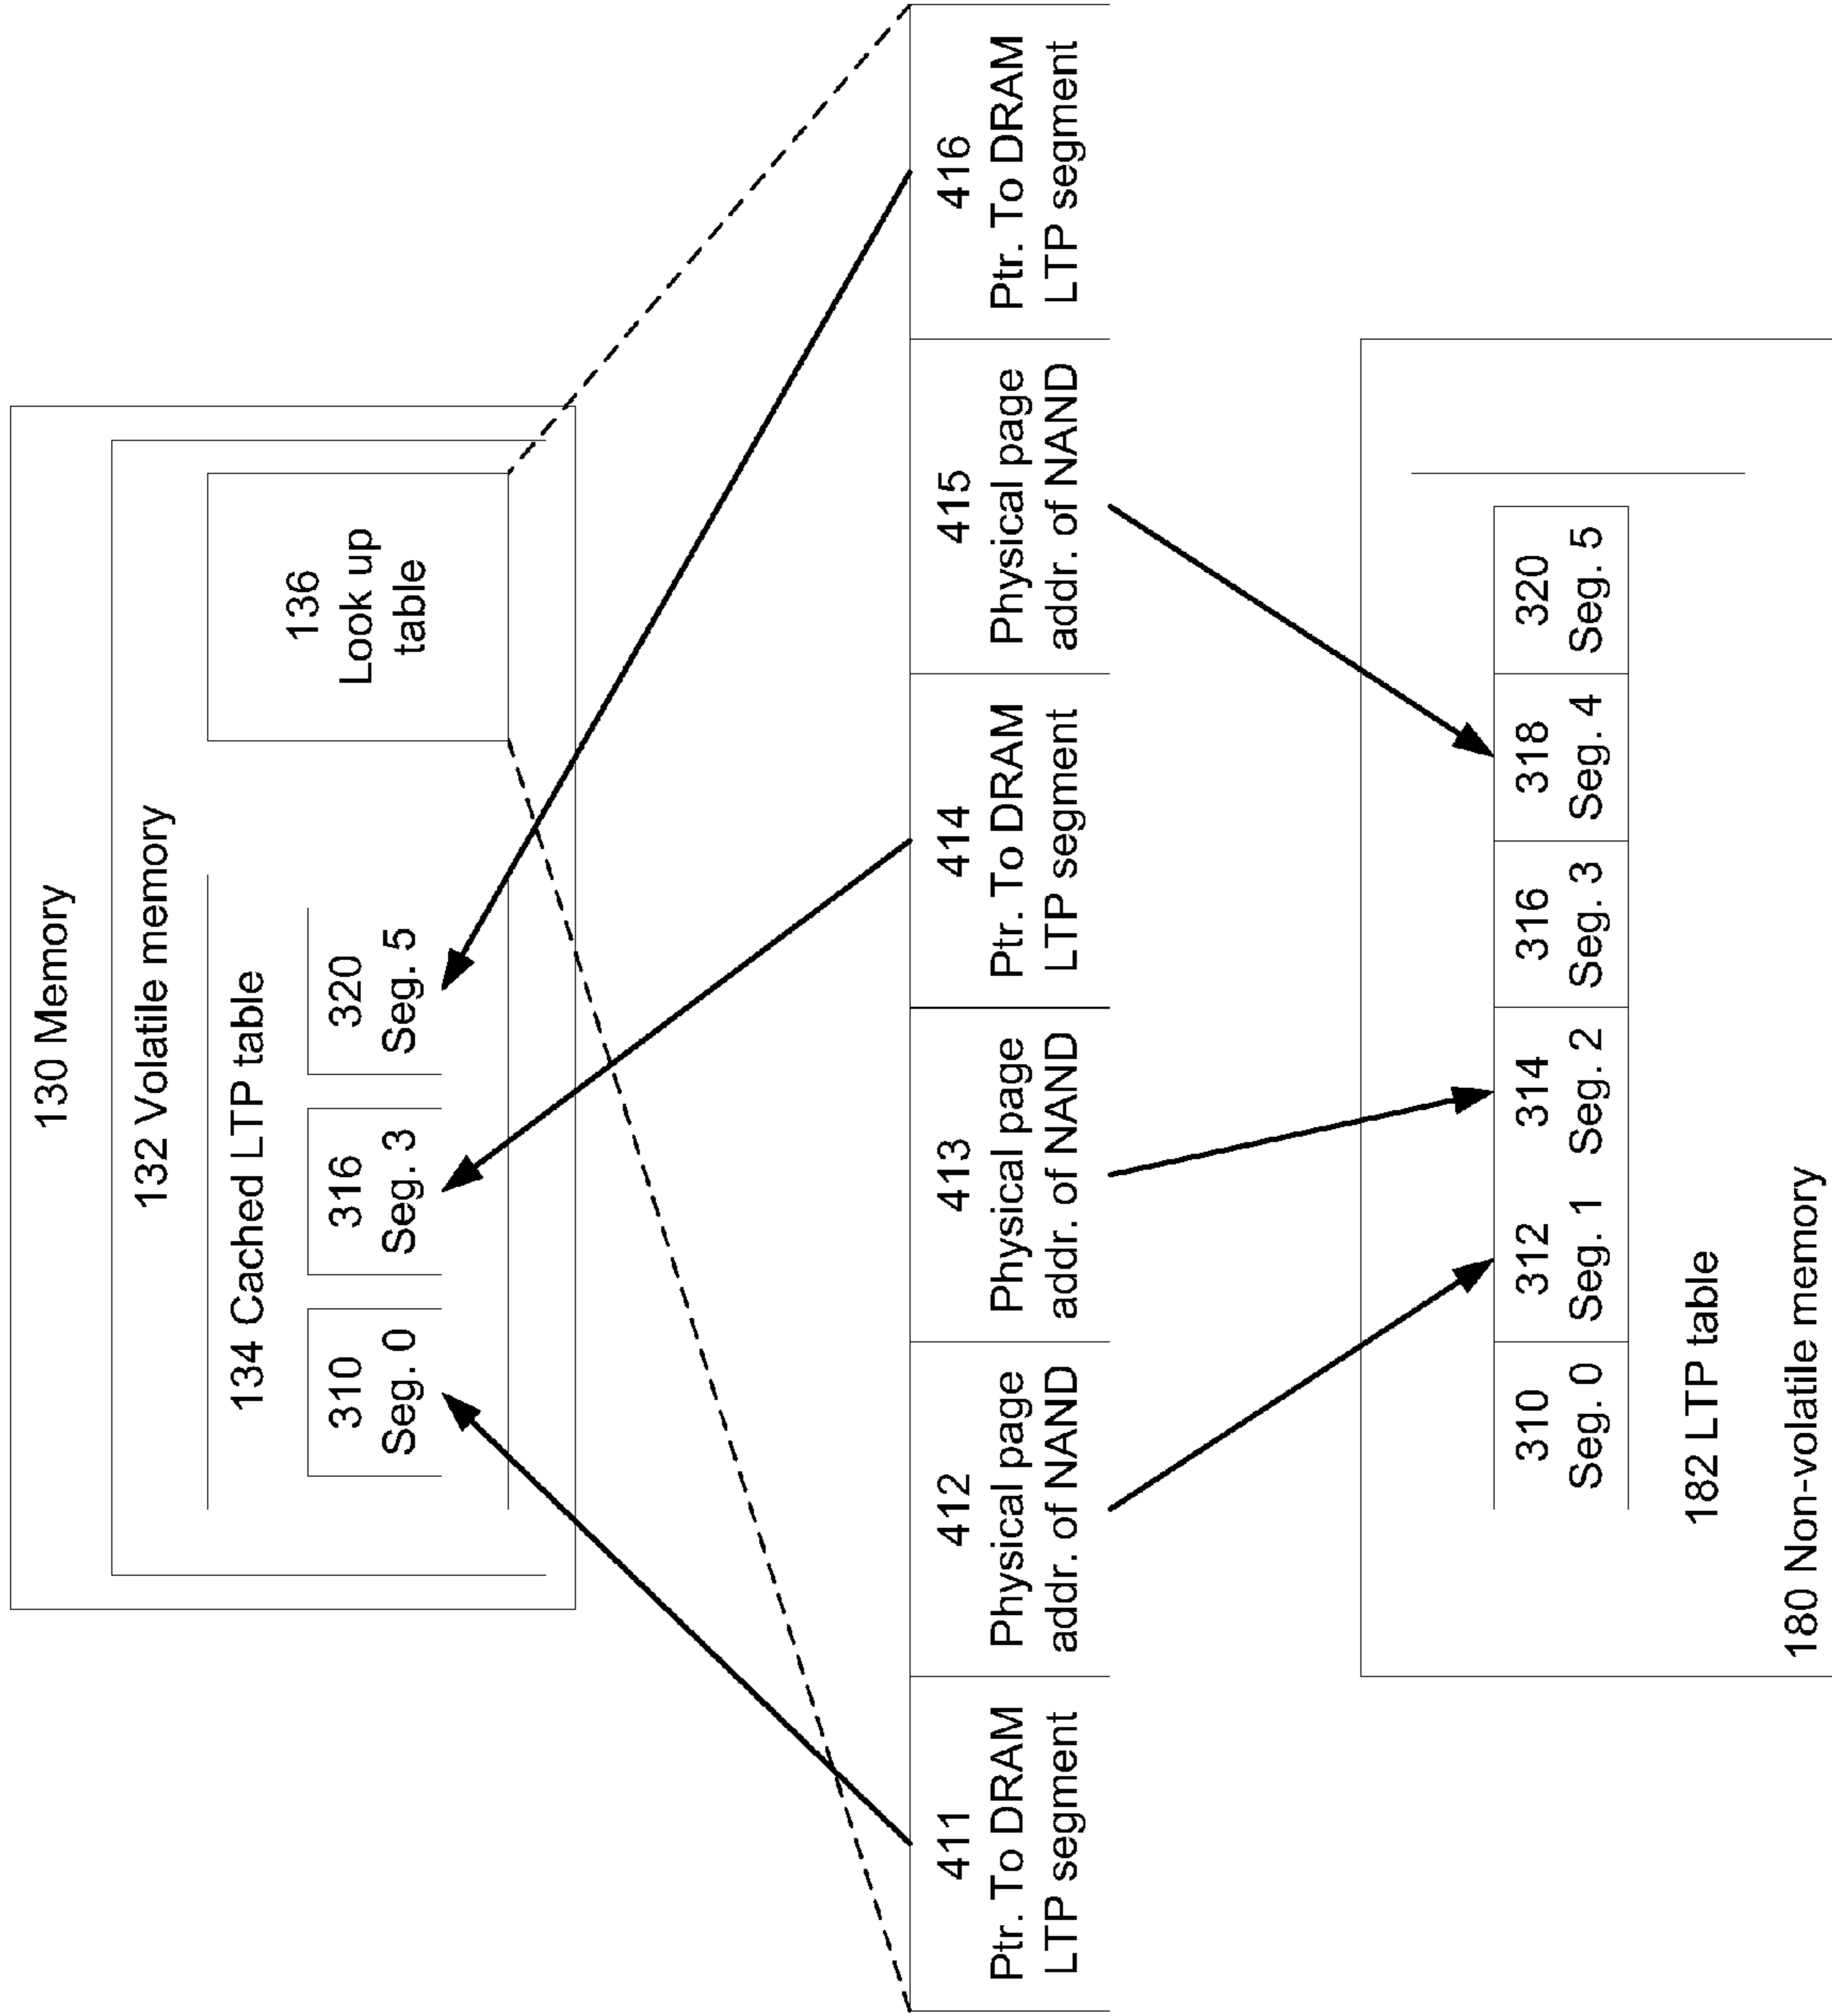 130 Memory
132 Volatile memory
134 Cached LTP table
310
Seg. 0
316
Seg. 3
320
Seg. 5
136
Look up
table
411
Ptr. To DRAM
LTP segment
412
Physical page
addr. of NAND
413
Physical page
addr. of NAND
414
Ptr. To DRAM
LTP segment
415
Physical page
addr. of NAND
416
Ptr. To DRAM
LTP segment
310
Seg. 0
312
Seg. 1
314
Seg. 2
316
Seg. 3
318
Seg. 4
320
Seg. 5
182 LTP table
180 Non-volatile memory